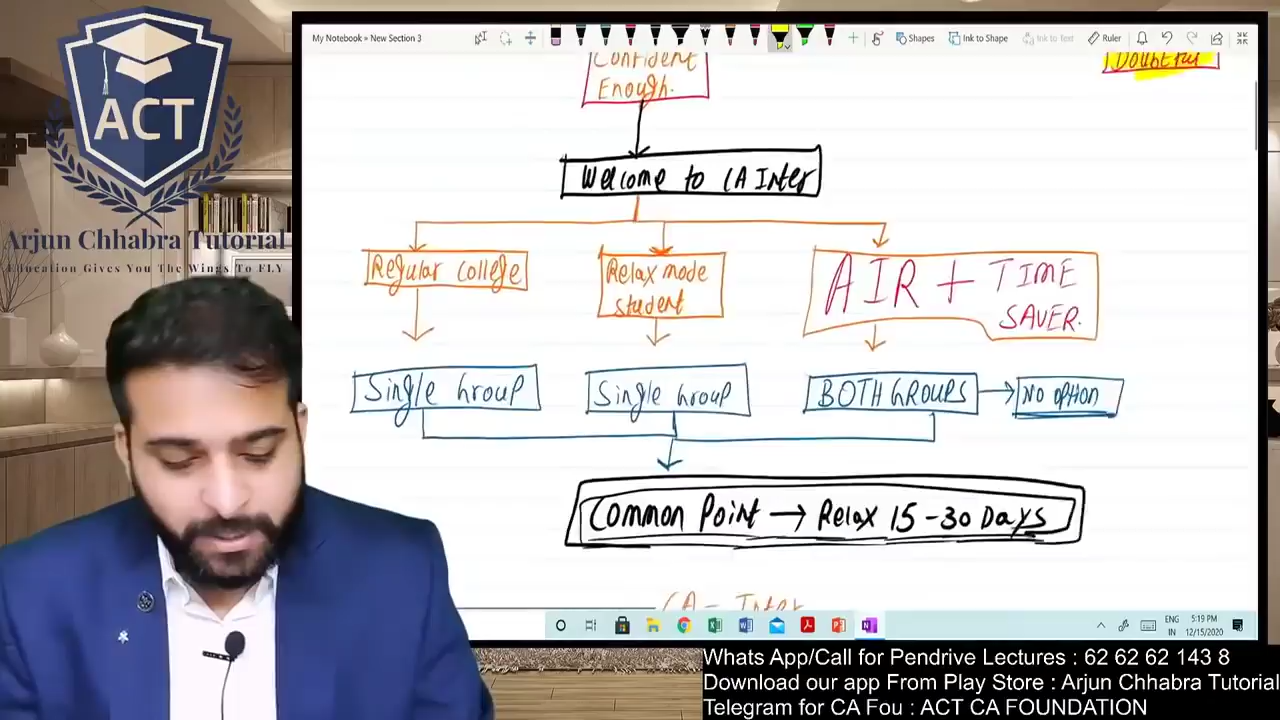 ACT
Arjun Chhabra Tutorial
Education Gives You The Wings To FLY
My Notebook » New Section 3
Shapes
Ink to Shape
Ink to Text
Ruler
Confident
Enough.
Doubtful
Welcome to CA Inter
Regular College
Relax mode
student
AIR + TIME
SAVER.
Single Group
Single Group
BOTH GROUPS
NO OPTION
Common Point → Relax 15-30 Days
CA - Inter
ENG
IN
5:19 PM
12/15/2020
Whats App/Call for Pendrive Lectures : 62 62 62 143 8
Download our app From Play Store : Arjun Chhabra Tutorial
Telegram for CA Fou : ACT CA FOUNDATION